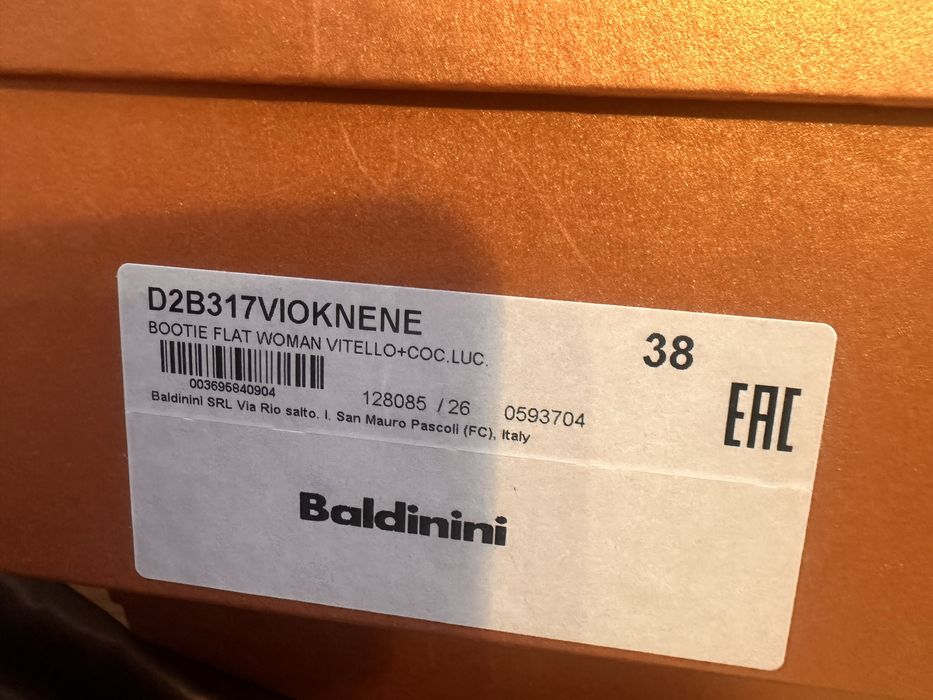 D2B317VIOKNENE
BOOTIE FLAT WOMAN VITELLO+COC.LUC.
38
003695840904
128085 / 26 0593704
Baldinini SRL Via Rio salto. I. San Mauro Pascoli (FC), Italy
EAC
Baldinini